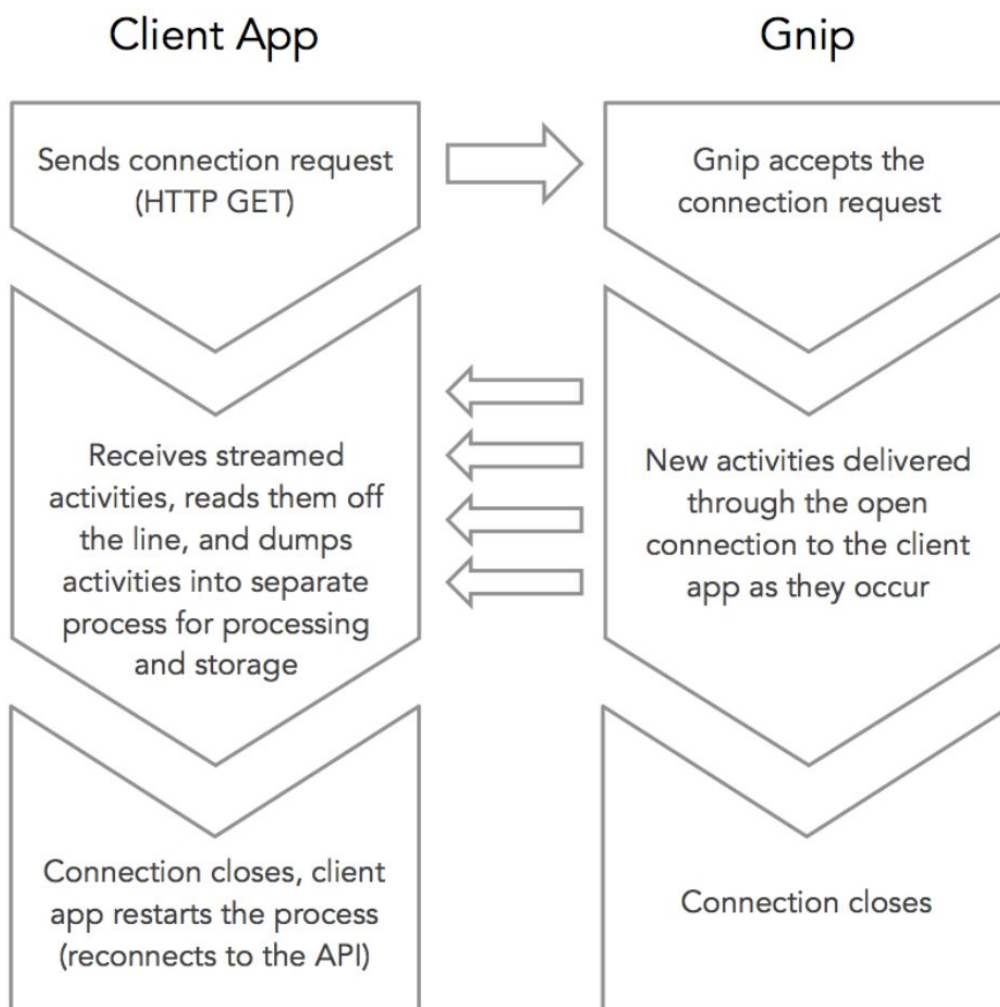 Client App
Gnip
Sends connection request
(HTTP GET)
Gnip accepts the
connection request
Receives streamed
activities, reads them off
the line, and dumps
activities into separate
process for processing
and storage
New activities delivered
through the open
connection to the client
app as they occur
Connection closes, client
app restarts the process
(reconnects to the API)
Connection closes